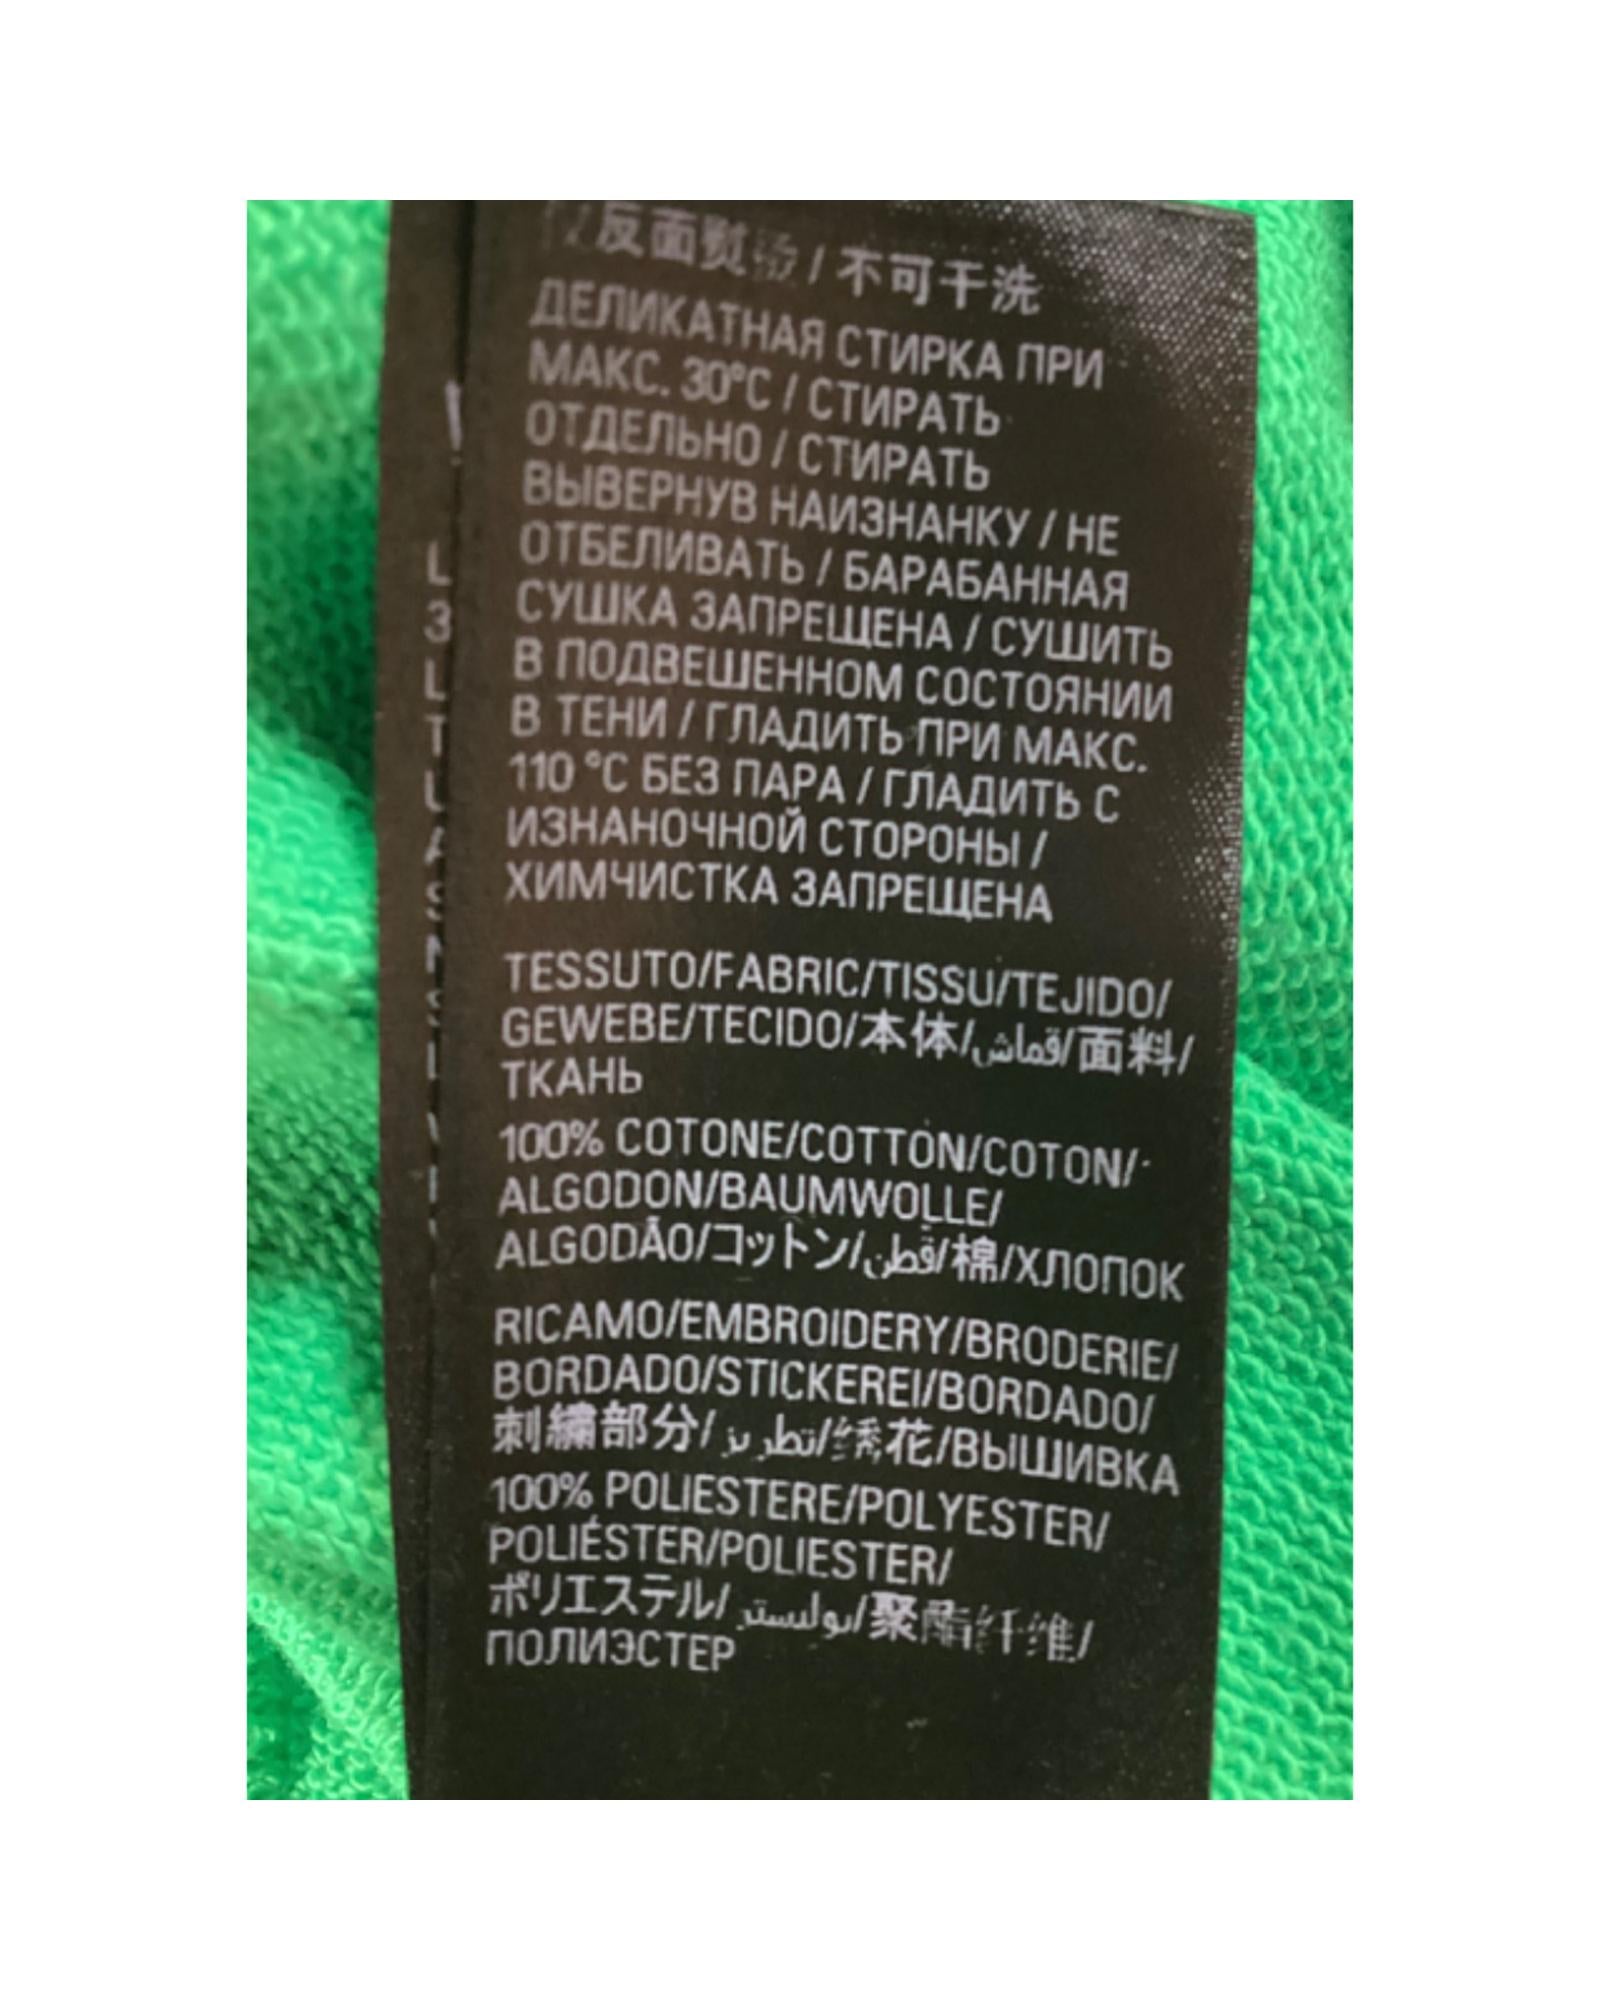 反面熨烫 / 不可干洗
ДЕЛИКАТНАЯ СТИРКА ПРИ
МАКС. 30°C / СТИРАТЬ
ОТДЕЛЬНО / СТИРАТЬ
ВЫВЕРНУВ НАИЗНАНКУ / НЕ
ОТБЕЛИВАТЬ / БАРАБАННАЯ
СУШКА ЗАПРЕЩЕНА / СУШИТЬ
В ПОДВЕШЕННОМ СОСТОЯНИИ
В ТЕНИ / ГЛАДИТЬ ПРИ МАКС.
110 °C БЕЗ ПАРА / ГЛАДИТЬ С
ИЗНАНОЧНОЙ СТОРОНЫ /
ХИМЧИСТКА ЗАПРЕЩЕНА
TESSUTO/FABRIC/TISSU/TEJIDO/
GEWEBE/TECIDO/本体/قماش/面料/
ТКАНЬ
100% COTONE/COTTON/COTON/
ALGODON/BAUMWOLLE/
ALGODÃO/コットン/قطن/棉/ХЛОПОК
RICAMO/EMBROIDERY/BRODERIE/
BORDADO/STICKEREI/BORDADO/
刺繍部分/تطريز/绣花/ВЫШИВКА
100% POLIESTERE/POLYESTER/
POLIÉSTER/POLIESTER/
ポリエステル/بوليستر/聚酯纤维/
ПОЛИЭСТЕР